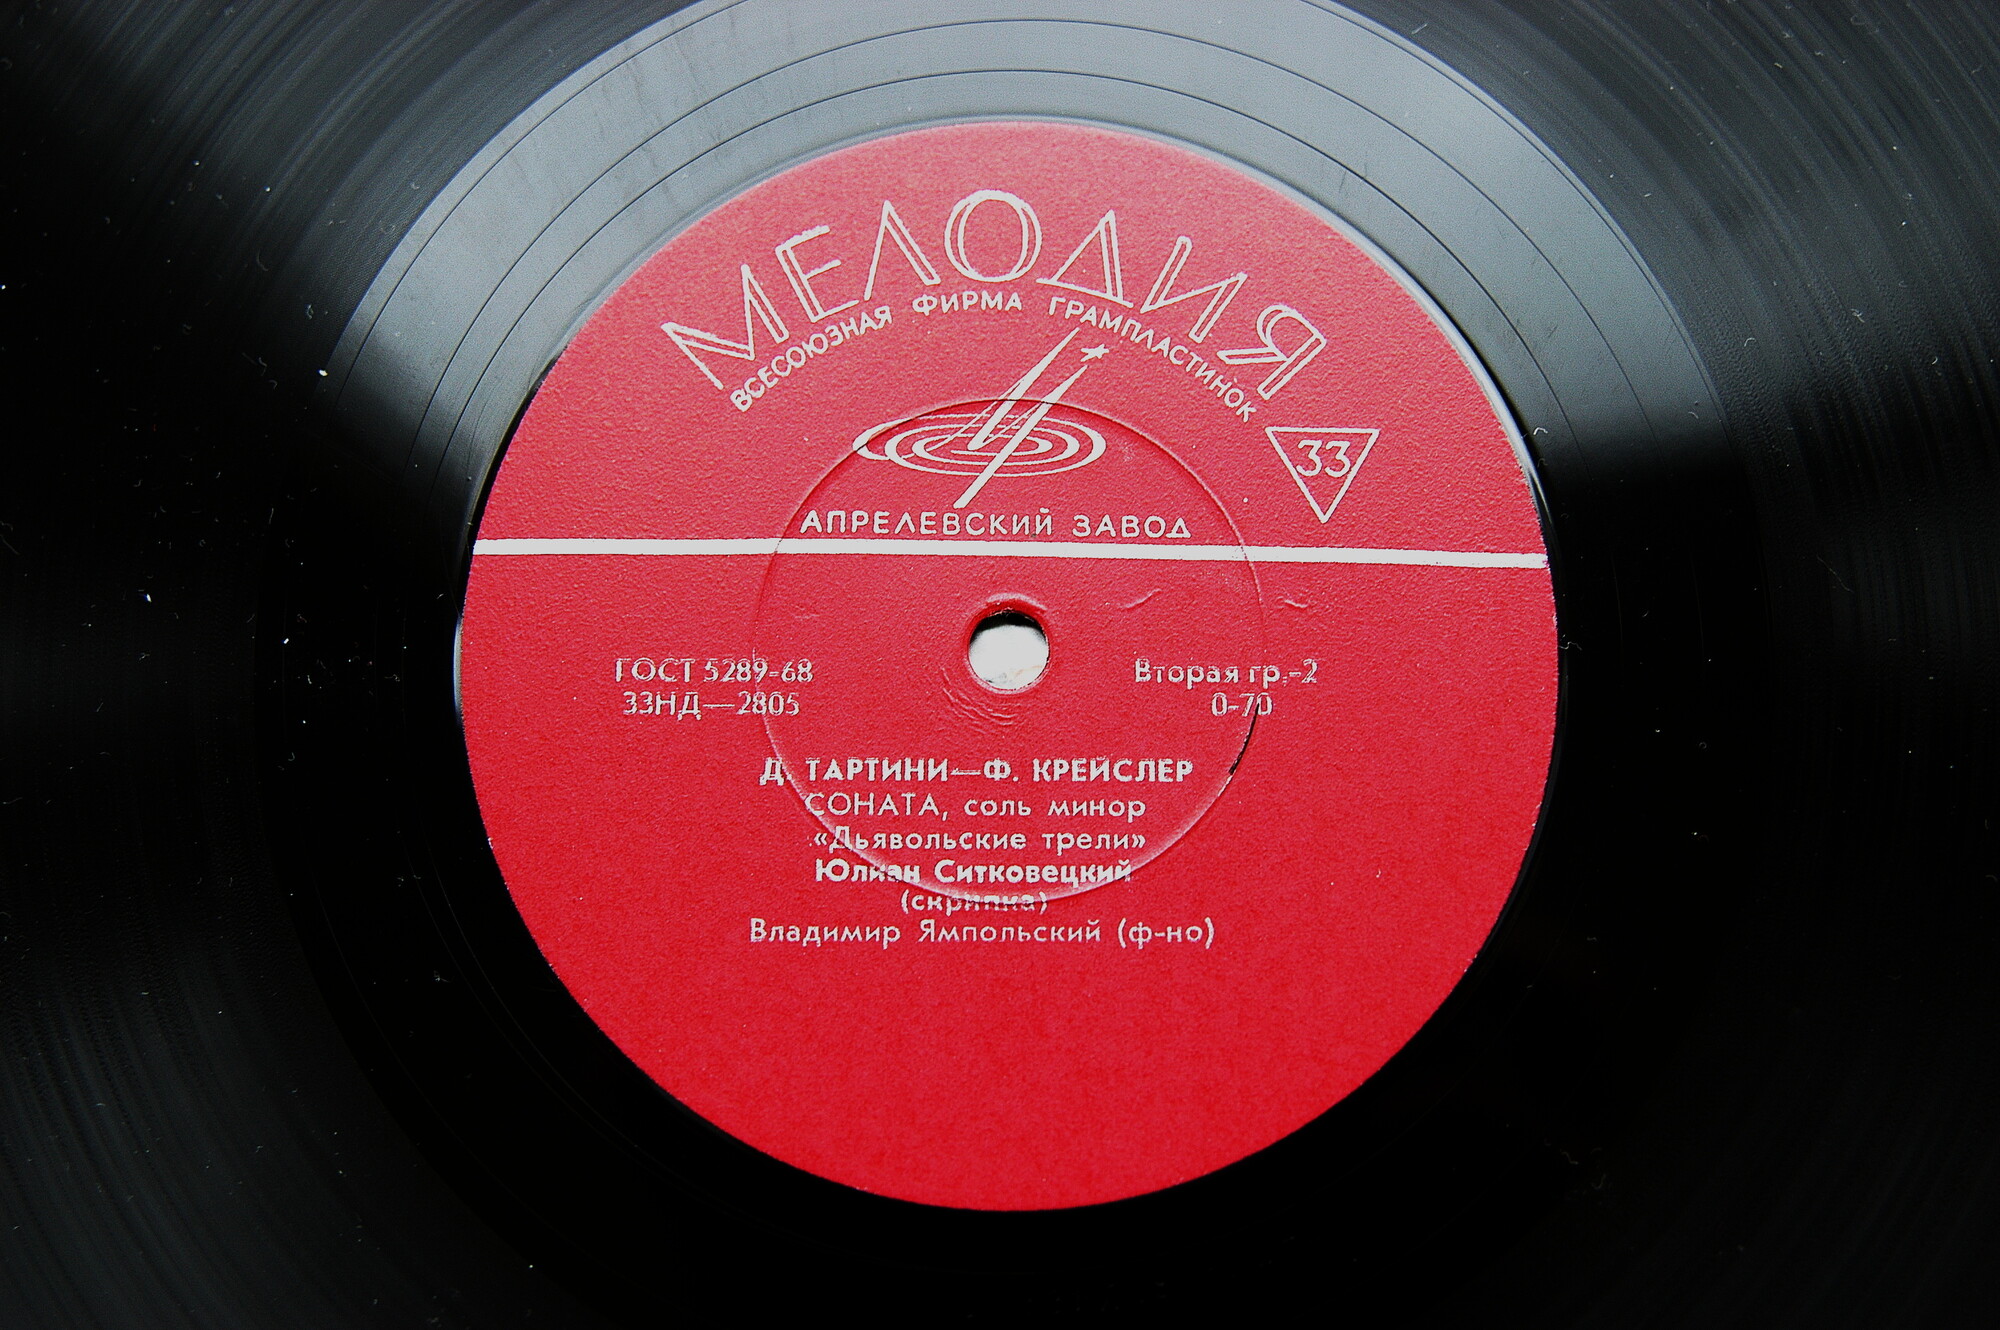 МЕЛОДИЯ
ВСЕСОЮЗНАЯ ФИРМА ГРАМПЛАСТИНОК
33
АПРЕЛЕВСКИЙ ЗАВОД
ГОСТ 5289-68
33НД—2805
Вторая гр.-2
0-70
Д. ТАРТИНИ—Ф. КРЕЙСЛЕР
СОНАТА, соль минор
«Дьявольские трели»
Юлиан Ситковецкий
(скрипка)
Владимир Ямпольский (ф-но)